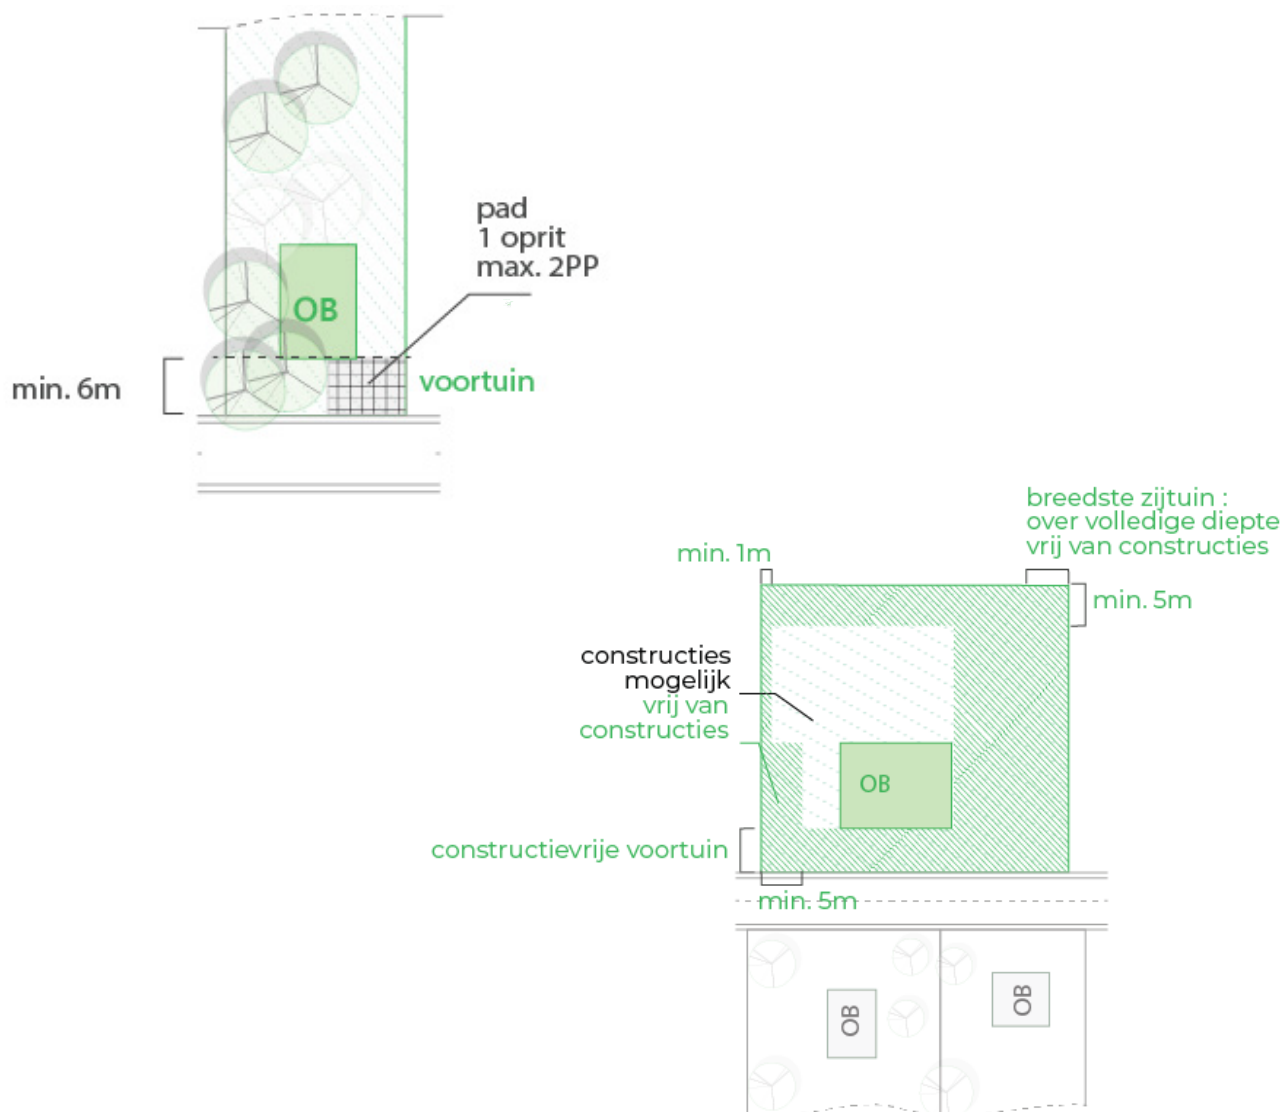 pad
1 oprit
max. 2PP
OB
min. 6m
voortuin
breedste zijtuin :
over volledige diepte
vrij van constructies
min. 1m
min. 5m
constructies
mogelijk
vrij van
constructies
OB
constructievrije voortuin
min. 5m
OB
OB